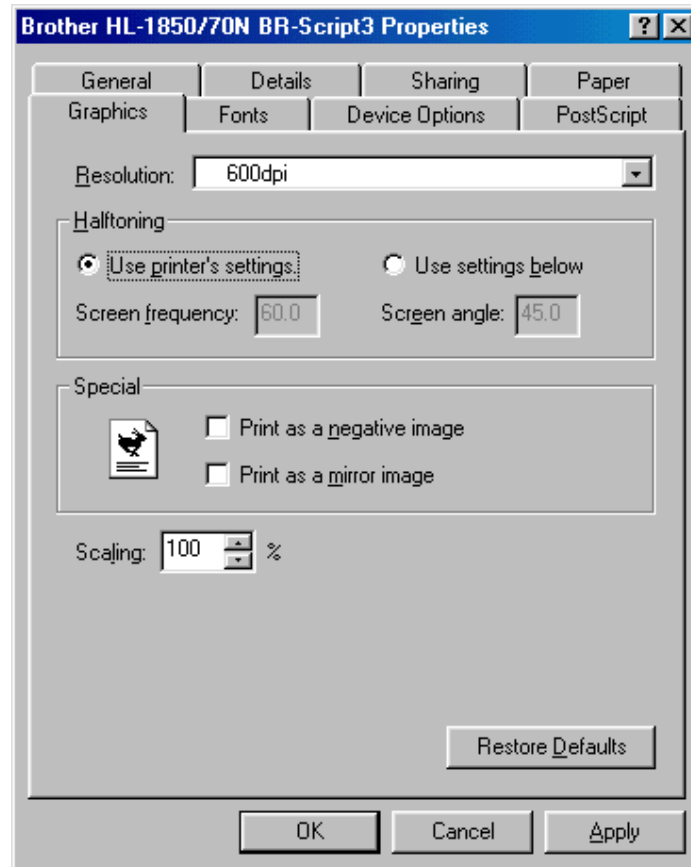 Brother HL-1850/70N BR-Script3 Properties
General Details Sharing Paper
Graphics Fonts Device Options PostScript
Resolution: 600dpi
Halftoning
Use printer's settings. Use settings below
Screen frequency: 60.0 Screen angle: 45.0
Special
Print as a negative image
Print as a mirror image
Scaling: 100 %
Restore Defaults
OK Cancel Apply